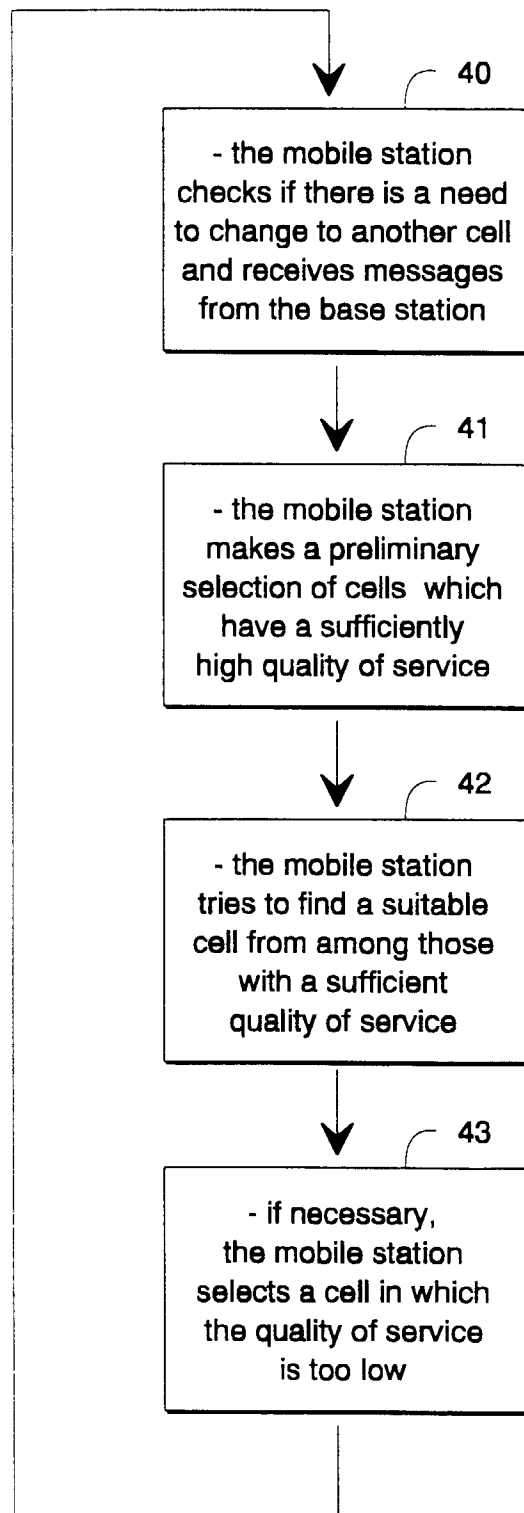 40
- the mobile station
checks if there is a need
to change to another cell
and receives messages
from the base station
41
- the mobile station
makes a preliminary
selection of cells which
have a sufficiently
high quality of service
42
- the mobile station
tries to find a suitable
cell from among those
with a sufficient
quality of service
43
- if necessary,
the mobile station
selects a cell in which
the quality of service
is too low